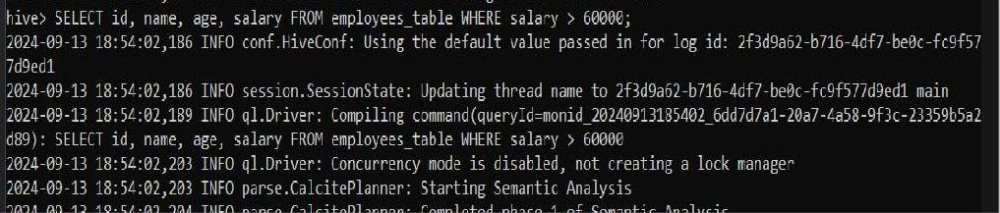 hive> SELECT id, name, age, salary FROM employees_table WHERE salary > 60000;
2024-09-13 18:54:02,186 INFO conf.HiveConf: Using the default value passed in for log id: 2f3d9a62-b716-4df7-be0c-fc9f57
7d9ed1
2024-09-13 18:54:02,186 INFO session.SessionState: Updating thread name to 2f3d9a62-b716-4df7-be0c-fc9f577d9ed1 main
2024-09-13 18:54:02,189 INFO ql.Driver: Compiling command(queryId=monid_20240913185402_6dd7d7a1-20a7-4a58-9f3c-23359b5a2
d89): SELECT id, name, age, salary FROM employees_table WHERE salary > 60000
2024-09-13 18:54:02,203 INFO ql.Driver: Concurrency mode is disabled, not creating a lock manager
2024-09-13 18:54:02,203 INFO parse.CalcitePlanner: Starting Semantic Analysis
2024-09-13 18:54:02,204 INFO parse.CalcitePlanner: Completed phase 1 of Semantic Analysis